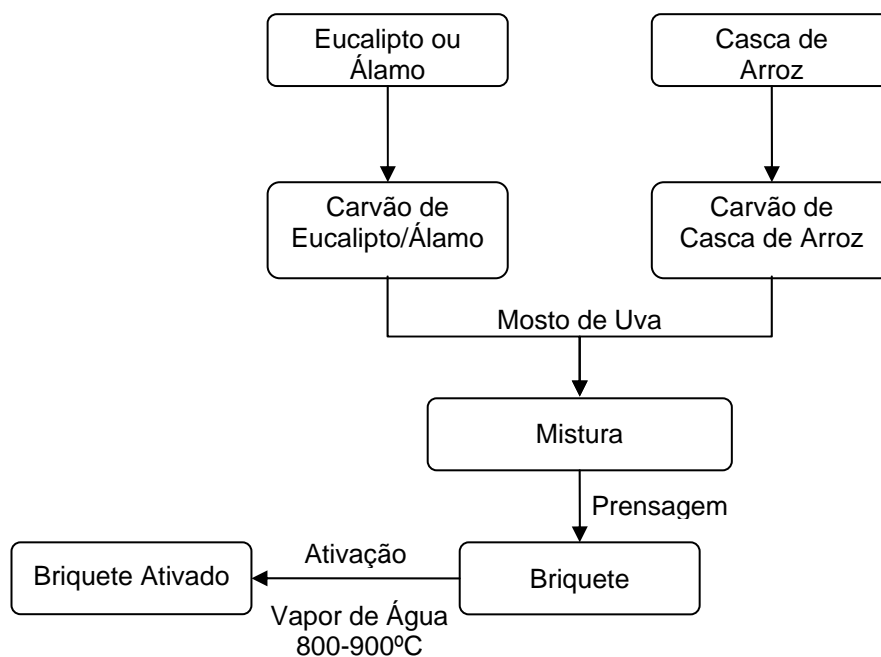 Eucalipto ou
Álamo
Casca de
Arroz
Carvão de
Eucalipto/Álamo
Carvão de
Casca de Arroz
Mosto de Uva
Mistura
Prensagem
Briquete Ativado
Ativação
Briquete
Vapor de Água
800-900ºC